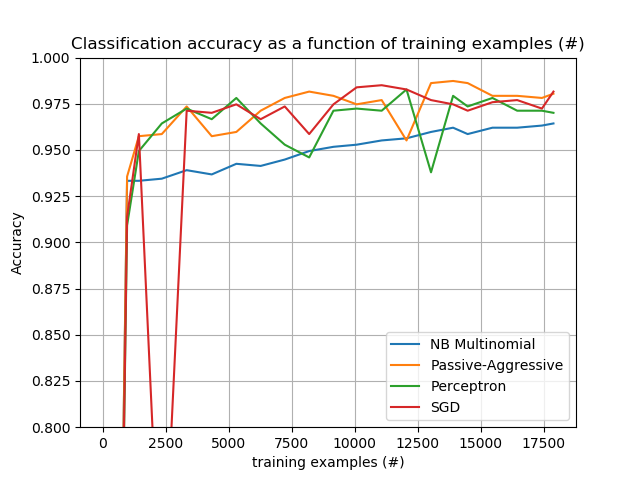 Classification accuracy as a function of training examples (#)
1.000
0.975
0.950
0.925
0.900
0.875
0.850
0.825
0.800
Accuracy
NB Multinomial
Passive-Aggressive
Perceptron
SGD
0 2500 5000 7500 10000 12500 15000 17500
training examples (#)